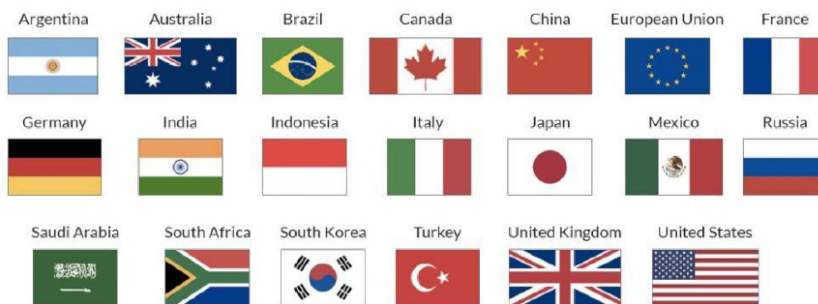 Argentina Australia Brazil Canada China European Union France
Germany India Indonesia Italy Japan Mexico Russia
Saudi Arabia South Africa South Korea Turkey United Kingdom United States